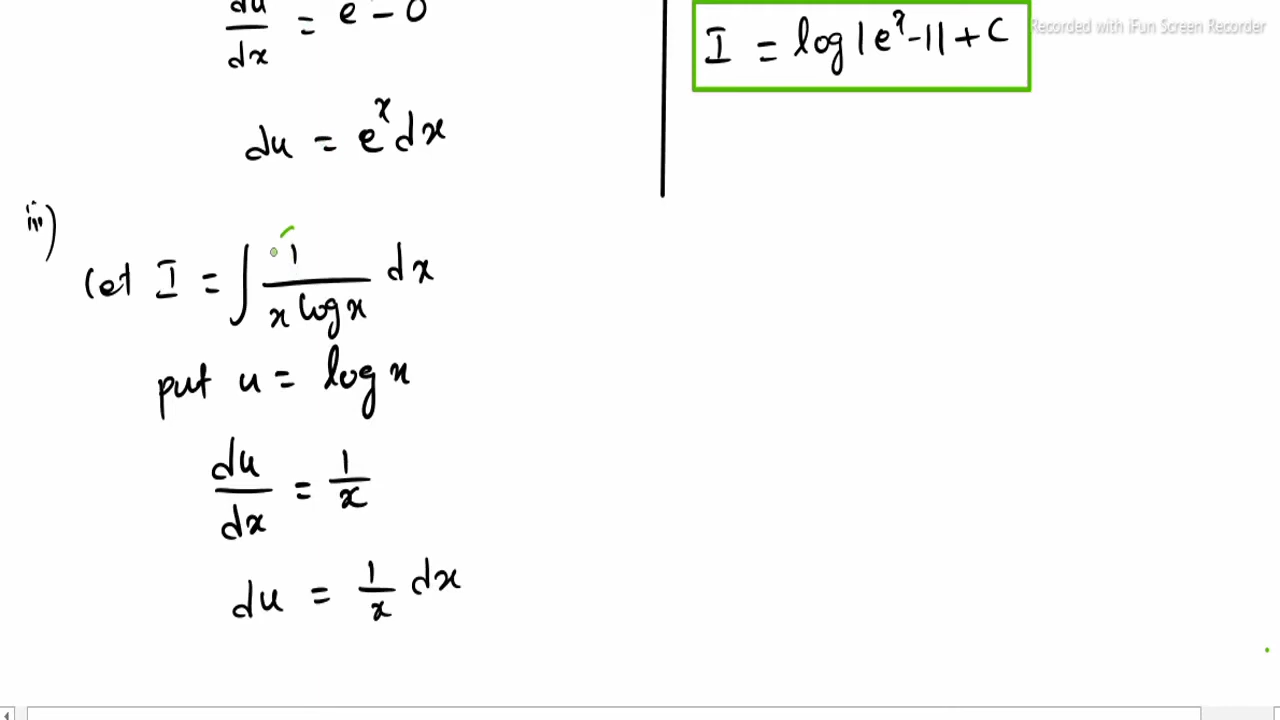 du/dx = e - 0
du = e^x dx
I = log|e^x - 1| + C
Recorded with iFun Screen Recorder
iii)
Let I = ∫ 1/(x log x) dx
put u = log x
du/dx = 1/x
du = 1/x dx